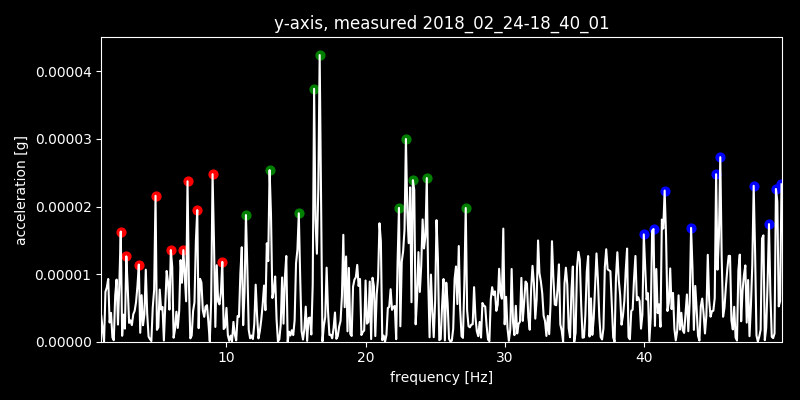 y-axis, measured 2018_02_24-18_40_01
0.00004
0.00003
0.00002
0.00001
0.00000
acceleration [g]
10 20 30 40
frequency [Hz]